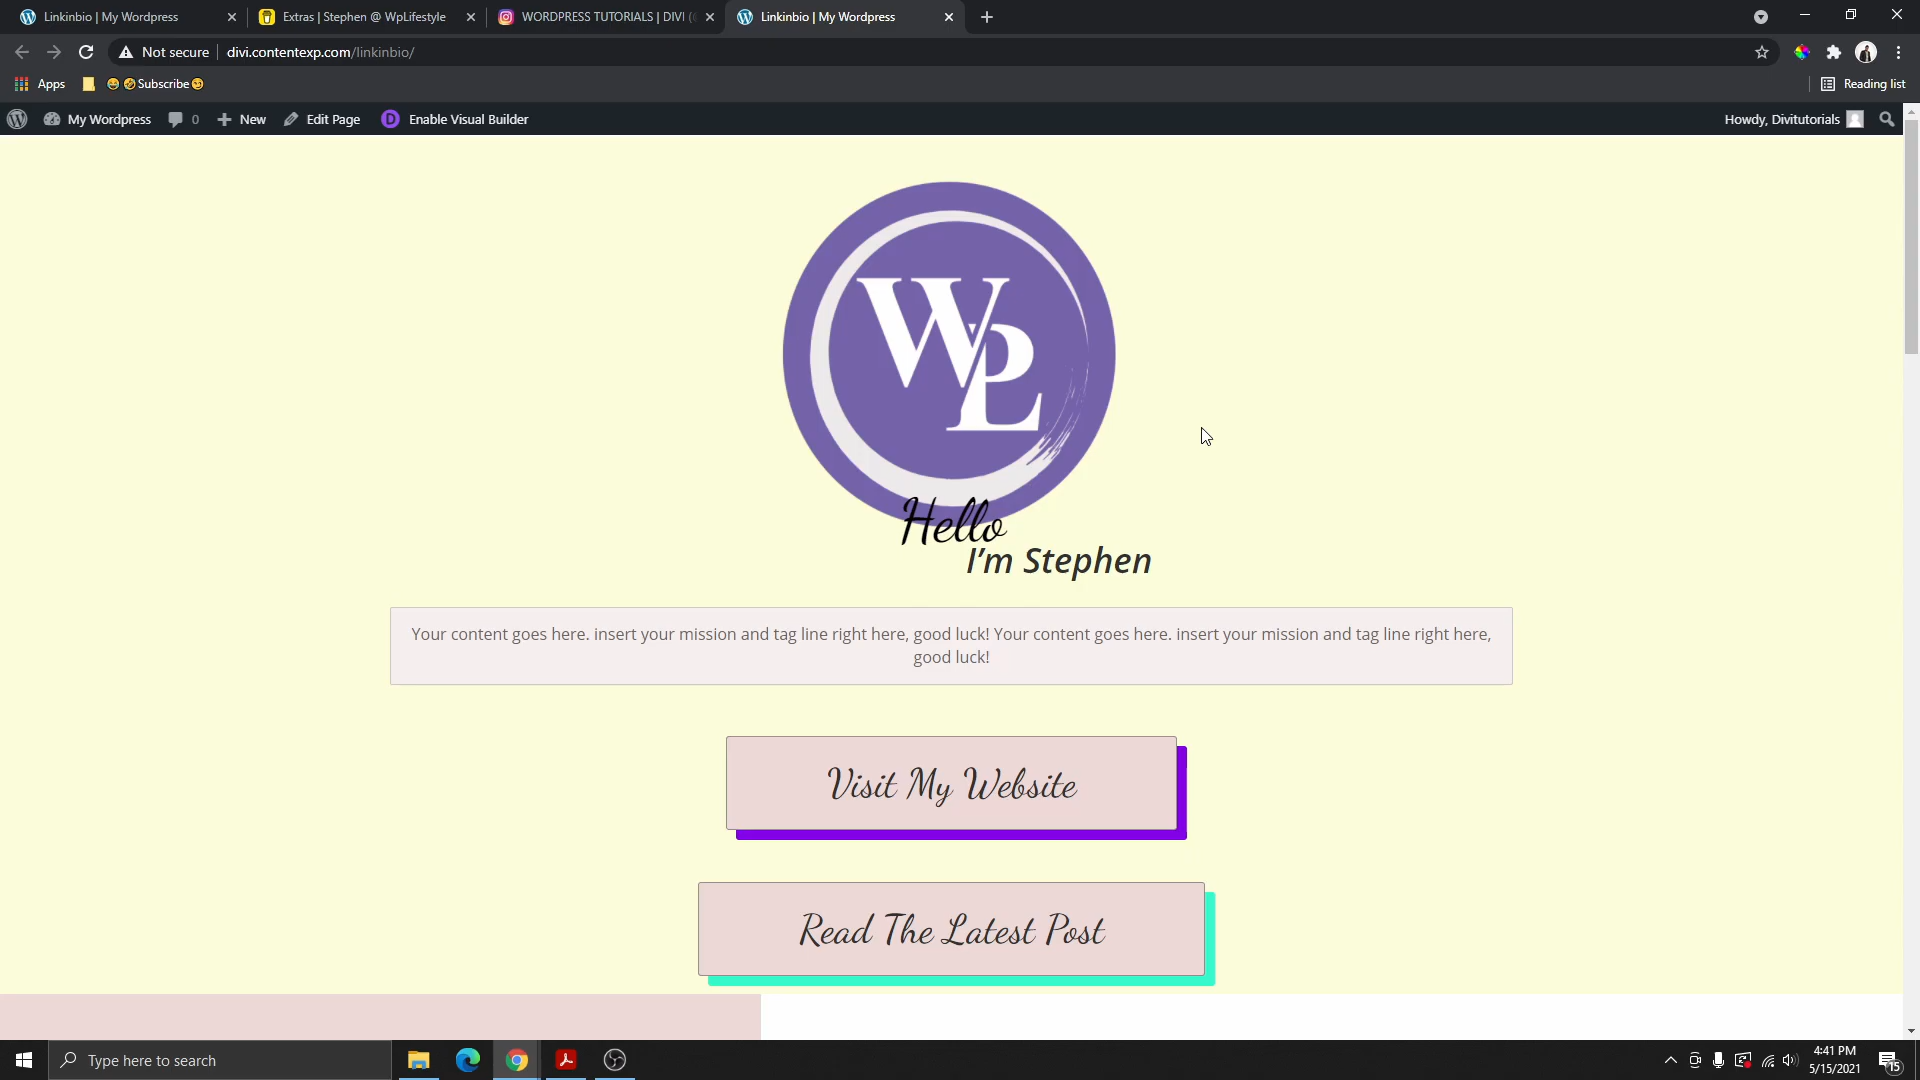 Linkinbio | My Wordpress
Extras | Stephen @ WpLifestyle
WORDPRESS TUTORIALS | DIVI (
Linkinbio | My Wordpress
Not secure
divi.contentexp.com/linkinbio/
Apps
Subscribe
Reading list
My Wordpress
0
New
D
Edit Page
Enable Visual Builder
Howdy, Divitutorials
WPL
Hello
I'm Stephen
Your content goes here. insert your mission and tag line right here, good luck! Your content goes here. insert your mission and tag line right here,
good luck!
Visit My Website
Read The Latest Post
Type here to search
4:41 PM
5/15/2021
15